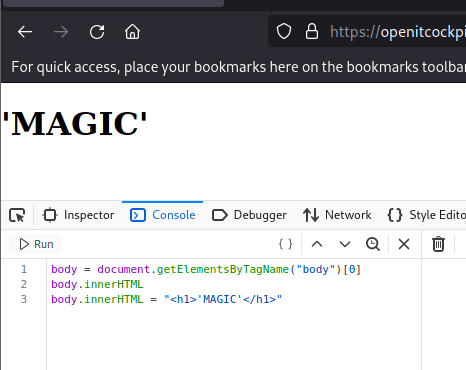 https://openitcockpi
For quick access, place your bookmarks here on the bookmarks toolbar
'MAGIC'
Inspector Console Debugger Network Style Edito
Run { }
1 body = document.getElementsByTagName("body")[0]
2 body.innerHTML
3 body.innerHTML = "<h1>'MAGIC'</h1>"